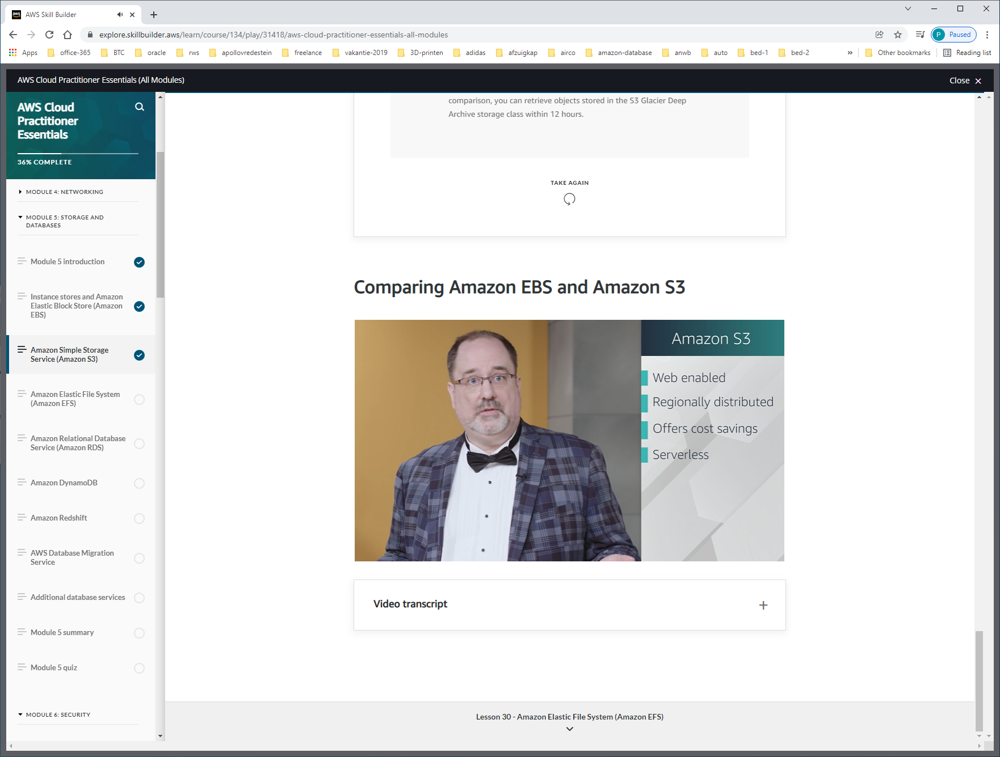 AWS Skill Builder
explore.skillbuilder.aws/learn/course/134/play/31418/aws-cloud-practitioner-essentials-all-modules
P Paused
Apps office-365 BTC oracle rws apollovredestein freelance vakantie-2019 3D-printen adidas afzuigkap airco amazon-database anwb auto bed-1 bed-2 » Other bookmarks Reading list
AWS Cloud Practitioner Essentials (All Modules)
Close
AWS Cloud
Practitioner
Essentials
36% COMPLETE
MODULE 4: NETWORKING
MODULE 5: STORAGE AND
DATABASES
Module 5 introduction
Instance stores and Amazon
Elastic Block Store (Amazon
EBS)
Amazon Simple Storage
Service (Amazon S3)
Amazon Elastic File System
(Amazon EFS)
Amazon Relational Database
Service (Amazon RDS)
Amazon DynamoDB
Amazon Redshift
AWS Database Migration
Service
Additional database services
Module 5 summary
Module 5 quiz
MODULE 6: SECURITY
comparison, you can retrieve objects stored in the S3 Glacier Deep
Archive storage class within 12 hours.
TAKE AGAIN
Comparing Amazon EBS and Amazon S3
Amazon S3
Web enabled
Regionally distributed
Offers cost savings
Serverless
Video transcript
Lesson 30 - Amazon Elastic File System (Amazon EFS)